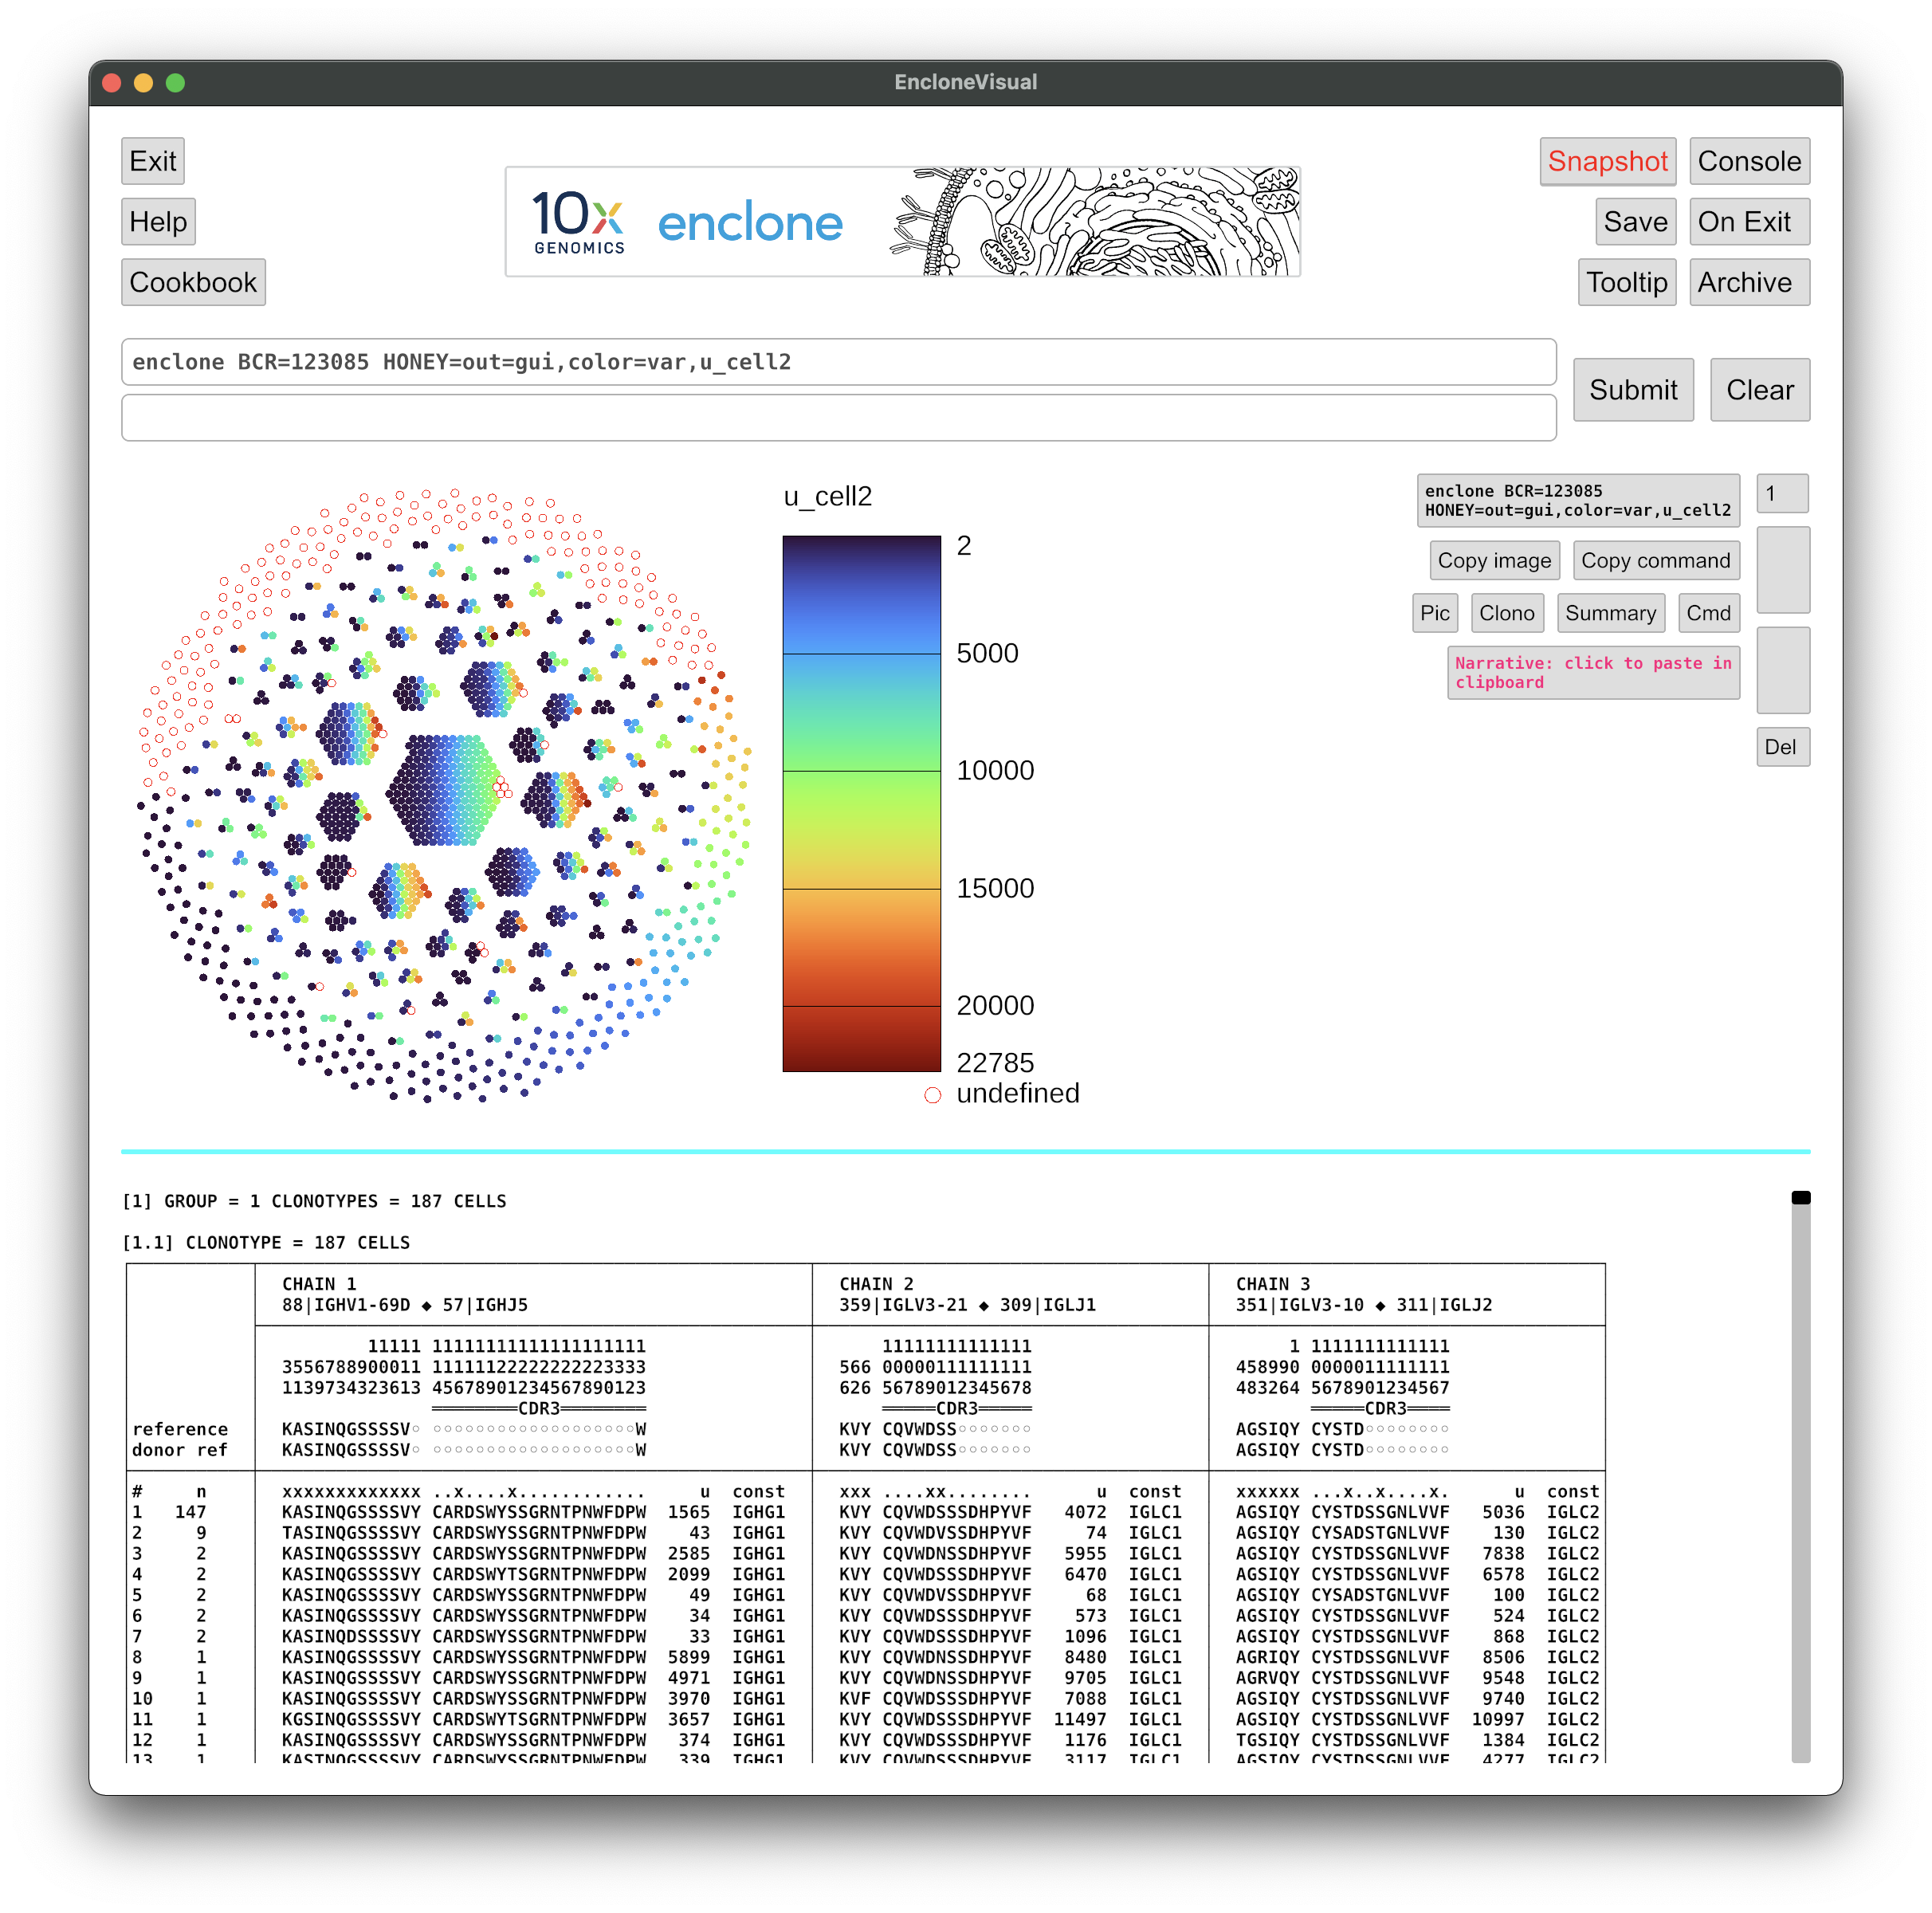 EncloneVisual
Exit
Help
Cookbook
10x
GENOMICS
enclone
Snapshot
Console
Save
On Exit
Tooltip
Archive
enclone BCR=123085 HONEY=out=gui,color=var,u_cell2
Submit
Clear
u_cell2
2
5000
10000
15000
20000
22785
undefined
enclone BCR=123085
HONEY=out=gui,color=var,u_cell2
1
Copy image
Copy command
Pic
Clono
Summary
Cmd
Narrative: click to paste in
clipboard
Del
[1] GROUP = 1 CLONOTYPES = 187 CELLS
[1.1] CLONOTYPE = 187 CELLS
CHAIN 1 CHAIN 2 CHAIN 3
88|IGHV1-69D ◆ 57|IGHJ5 359|IGLV3-21 ◆ 309|IGLJ1 351|IGLV3-10 ◆ 311|IGLJ2
11111 11111111111111111111 11111111111111 1 1111111111111
3556788900011 11111122222222223333 566 00000111111111 458990 0000011111111
1139734323613 45678901234567890123 626 56789012345678 483264 5678901234567
════════CDR3════════ ═════CDR3═════ ═════CDR3════
reference KASINQGSSSSV◦ ◦◦◦◦◦◦◦◦◦◦◦◦◦◦◦◦◦◦◦W KVY CQVWDSS◦◦◦◦◦◦◦ AGSIQY CYSTD◦◦◦◦◦◦◦◦
donor ref KASINQGSSSSV◦ ◦◦◦◦◦◦◦◦◦◦◦◦◦◦◦◦◦◦◦W KVY CQVWDSS◦◦◦◦◦◦◦ AGSIQY CYSTD◦◦◦◦◦◦◦◦
# n xxxxxxxxxxxxx ..x....x............ u const xxx ....xx........ u const xxxxxx ...x..x....x. u const
1 147 KASINQGSSSSVY CARDSWYSSGRNTPNWFDPW 1565 IGHG1 KVY CQVWDSSSDHPYVF 4072 IGLC1 AGSIQY CYSTDSSGNLVVF 5036 IGLC2
2 9 TASINQGSSSSVY CARDSWYSSGRNTPNWFDPW 43 IGHG1 KVY CQVWDVSSDHPYVF 74 IGLC1 AGSIQY CYSADSTGNLVVF 130 IGLC2
3 2 KASINQGSSSSVY CARDSWYSSGRNTPNWFDPW 2585 IGHG1 KVY CQVWDNSSDHPYVF 5955 IGLC1 AGSIQY CYSTDSSGNLVVF 7838 IGLC2
4 2 KASINQGSSSSVY CARDSWYTSGRNTPNWFDPW 2099 IGHG1 KVY CQVWDSSSDHPYVF 6470 IGLC1 AGSIQY CYSTDSSGNLVVF 6578 IGLC2
5 2 KASINQGSSSSVY CARDSWYSSGRNTPNWFDPW 49 IGHG1 KVY CQVWDVSSDHPYVF 68 IGLC1 AGSIQY CYSADSTGNLVVF 100 IGLC2
6 2 KASINQGSSSSVY CARDSWYSSGRNTPNWFDPW 34 IGHG1 KVY CQVWDSSSDHPYVF 573 IGLC1 AGSIQY CYSTDSSGNLVVF 524 IGLC2
7 2 KASINQDSSSSVY CARDSWYSSGRNTPNWFDPW 33 IGHG1 KVY CQVWDSSSDHPYVF 1096 IGLC1 AGSIQY CYSTDSSGNLVVF 868 IGLC2
8 1 KASINQGSSSSVY CARDSWYSSGRNTPNWFDPW 5899 IGHG1 KVY CQVWDNSSDHPYVF 8480 IGLC1 AGRIQY CYSTDSSGNLVVF 8506 IGLC2
9 1 KASINQGSSSSVY CARDSWYSSGRNTPNWFDPW 4971 IGHG1 KVY CQVWDSSSDHPYVF 9705 IGLC1 AGRVQY CYSTDSSGNLVVF 9548 IGLC2
10 1 KASINQGSSSSVY CARDSWYSSGRNTPNWFDPW 3970 IGHG1 KVF CQVWDSSSDHPYVF 7088 IGLC1 AGSIQY CYSTDSSGNLVVF 9740 IGLC2
11 1 KGSINQGSSSSVY CARDSWYTSGRNTPNWFDPW 3657 IGHG1 KVY CQVWDSSSDHPYVF 11497 IGLC1 AGSIQY CYSTDSSGNLVVF 10997 IGLC2
12 1 KASINQGSSSSVY CARDSWYSSGRNTPNWFDPW 374 IGHG1 KVY CQVWDSSSDHPYVF 1176 IGLC1 TGSIQY CYSTDSSGNLVVF 1384 IGLC2
13 1 KASINQGSSSSVY CARDSWYSSGRNTPNWFDPW 339 IGHG1 KVY CQVWDSSSDHPYVF 3117 IGLC1 AGSIQY CYSTDSSGNLVVF 4277 IGLC2